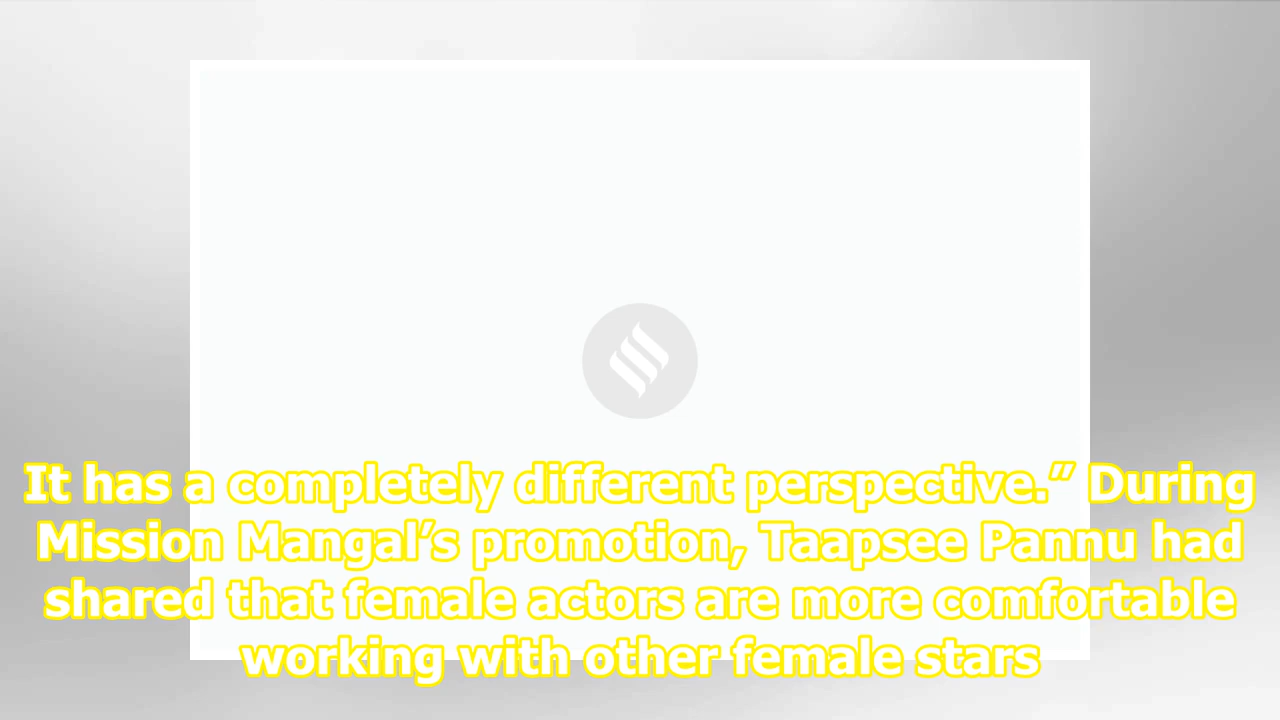 It has a completely different perspective.” During
Mission Mangal’s promotion, Taapsee Pannu had
shared that female actors are more comfortable
working with other female stars